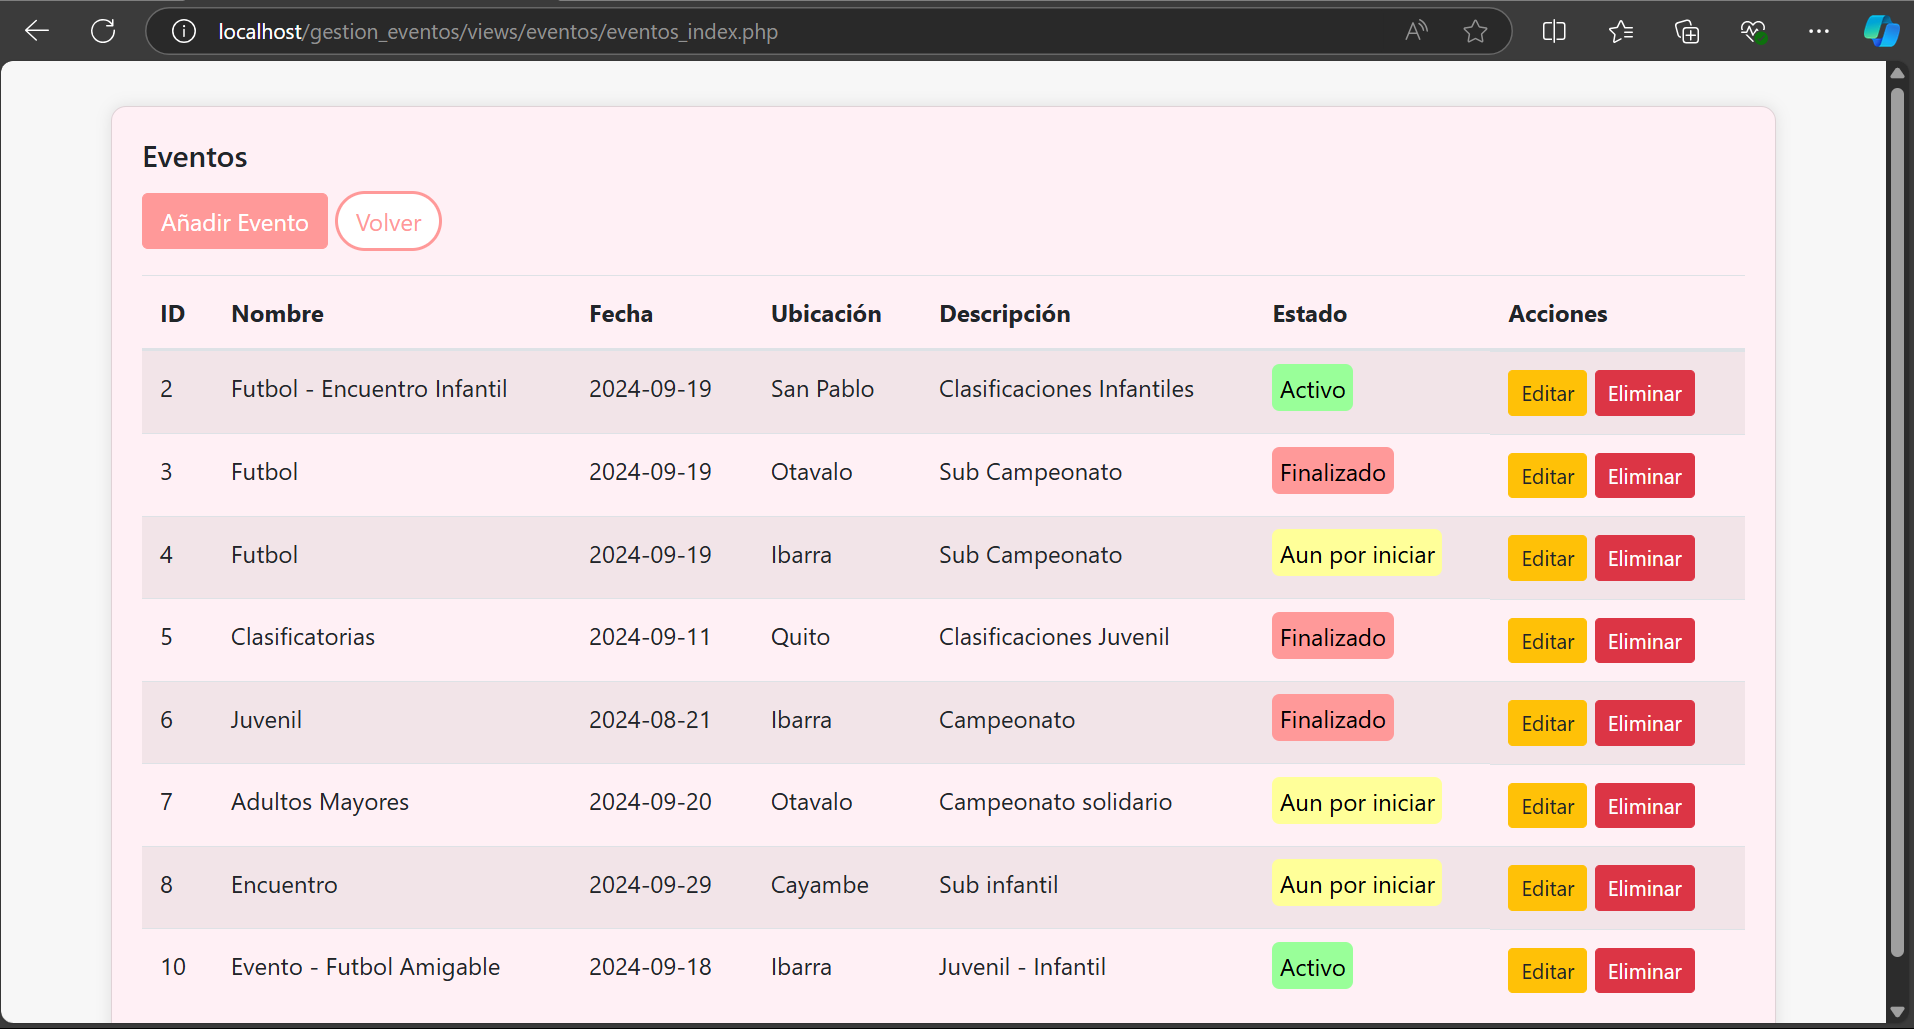 localhost/gestion_eventos/views/eventos/eventos_index.php
Eventos
Añadir Evento Volver
ID Nombre Fecha Ubicación Descripción Estado Acciones
2 Futbol - Encuentro Infantil 2024-09-19 San Pablo Clasificaciones Infantiles Activo Editar Eliminar
3 Futbol 2024-09-19 Otavalo Sub Campeonato Finalizado Editar Eliminar
4 Futbol 2024-09-19 Ibarra Sub Campeonato Aun por iniciar Editar Eliminar
5 Clasificatorias 2024-09-11 Quito Clasificaciones Juvenil Finalizado Editar Eliminar
6 Juvenil 2024-08-21 Ibarra Campeonato Finalizado Editar Eliminar
7 Adultos Mayores 2024-09-20 Otavalo Campeonato solidario Aun por iniciar Editar Eliminar
8 Encuentro 2024-09-29 Cayambe Sub infantil Aun por iniciar Editar Eliminar
10 Evento - Futbol Amigable 2024-09-18 Ibarra Juvenil - Infantil Activo Editar Eliminar